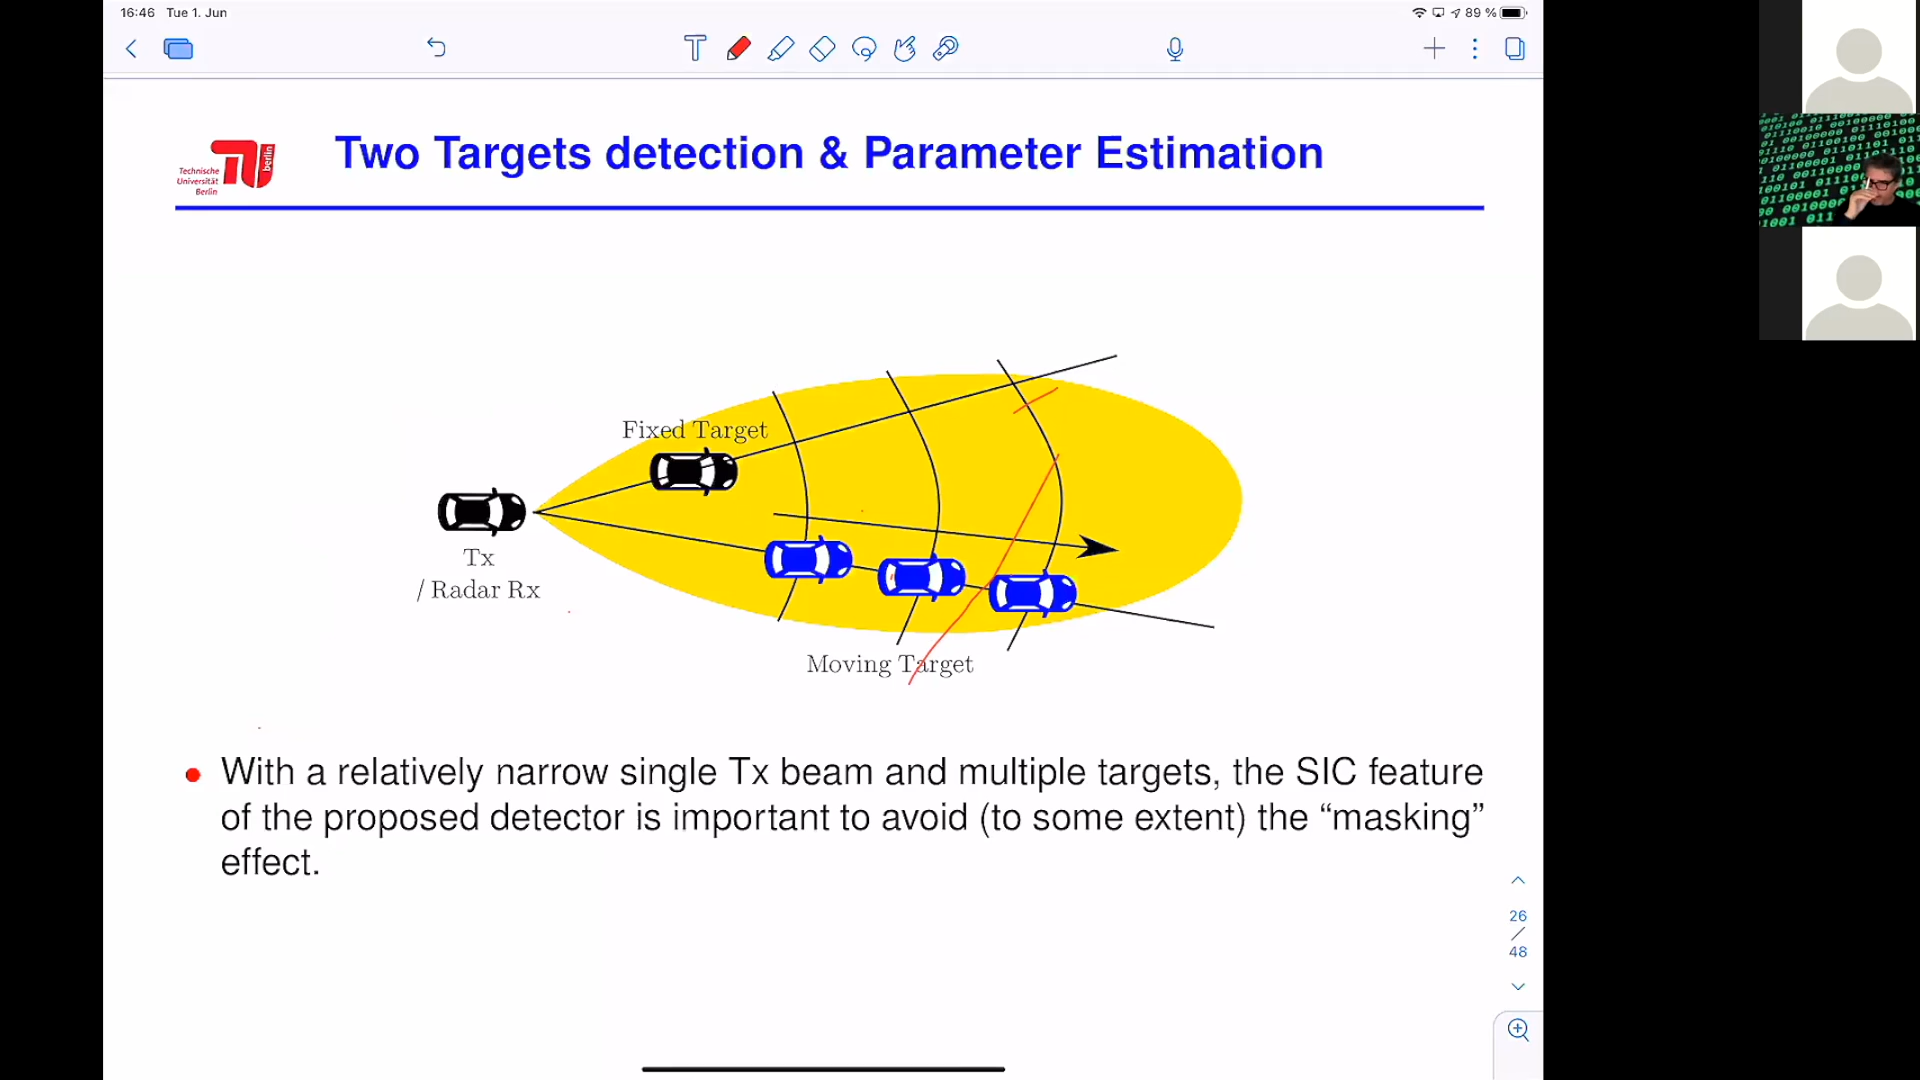 16:46 Tue 1. Jun
89 %
Two Targets detection & Parameter Estimation
Technische
Universität
Berlin
berlin
Fixed Target
Tx
/ Radar Rx
Moving Target
With a relatively narrow single Tx beam and multiple targets, the SIC feature
of the proposed detector is important to avoid (to some extent) the “masking”
effect.
26
/
48